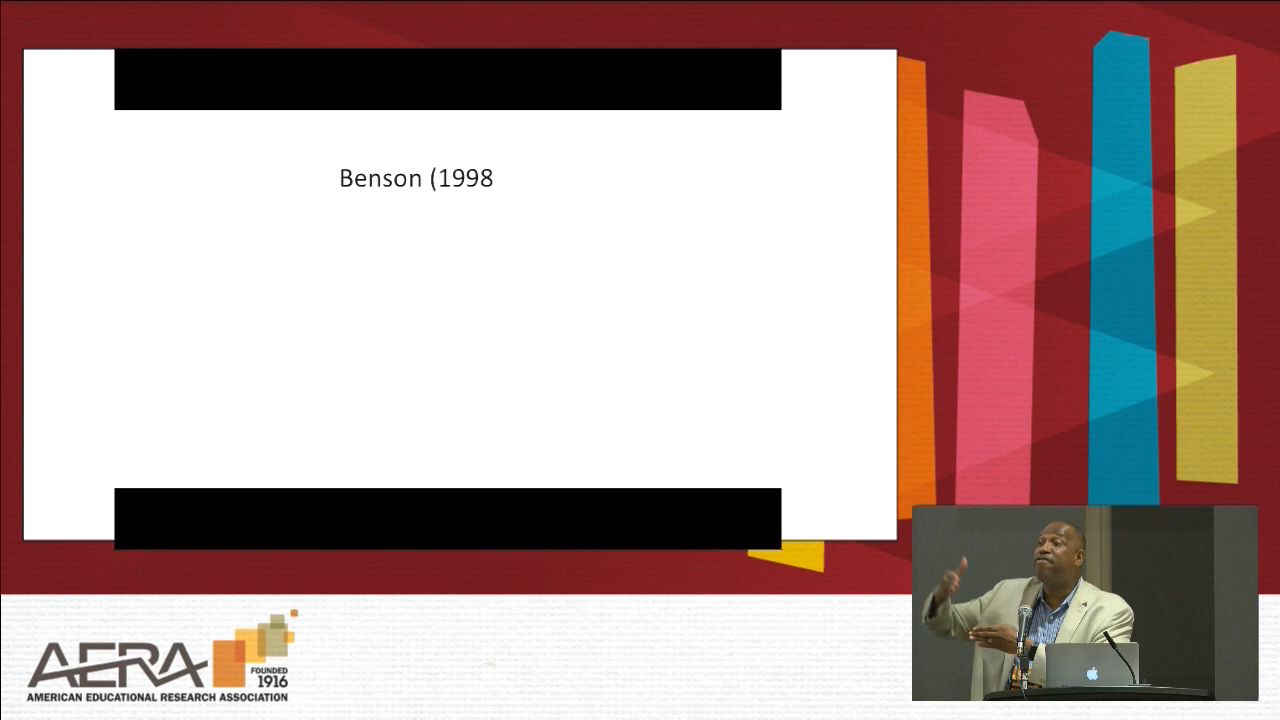 Benson (1998
AERA
FOUNDED
1916
AMERICAN EDUCATIONAL RESEARCH ASSOCIATION